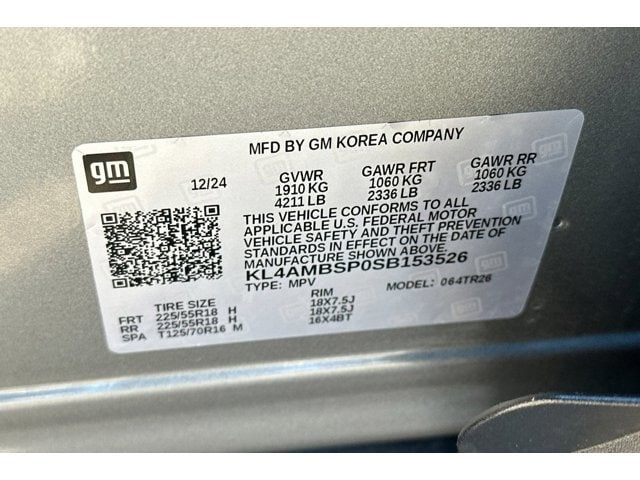 MFD BY GM KOREA COMPANY
gm
12/24
GVWR GAWR FRT GAWR RR
1910 KG 1060 KG 1060 KG
4211 LB 2336 LB 2336 LB
THIS VEHICLE CONFORMS TO ALL
APPLICABLE U.S. FEDERAL MOTOR
VEHICLE SAFETY AND THEFT PREVENTION
STANDARDS IN EFFECT ON THE DATE OF
MANUFACTURE SHOWN ABOVE.
KL4AMBSP0SB153526
TYPE: MPV MODEL: 064TR26
TIRE SIZE RIM
FRT 225/55R18 H 18X7.5J
RR 225/55R18 H 18X7.5J
SPA T125/70R16 M 16X4BT